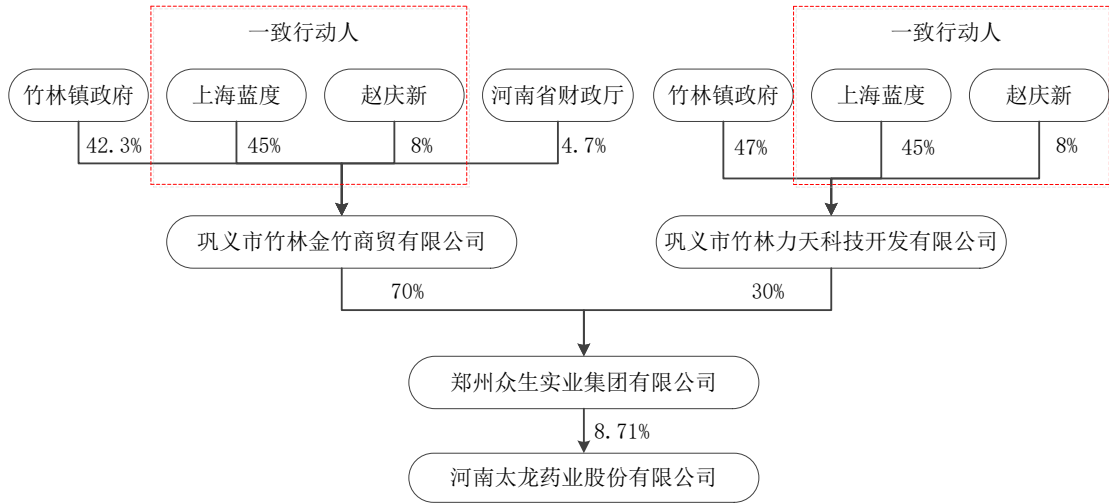 一致行动人
一致行动人
竹林镇政府
上海蓝度
赵庆新
河南省财政厅
竹林镇政府
上海蓝度
赵庆新
42.3%
45%
8%
4.7%
47%
45%
8%
巩义市竹林金竹商贸有限公司
巩义市竹林力天科技开发有限公司
70%
30%
郑州众生实业集团有限公司
8.71%
河南太龙药业股份有限公司